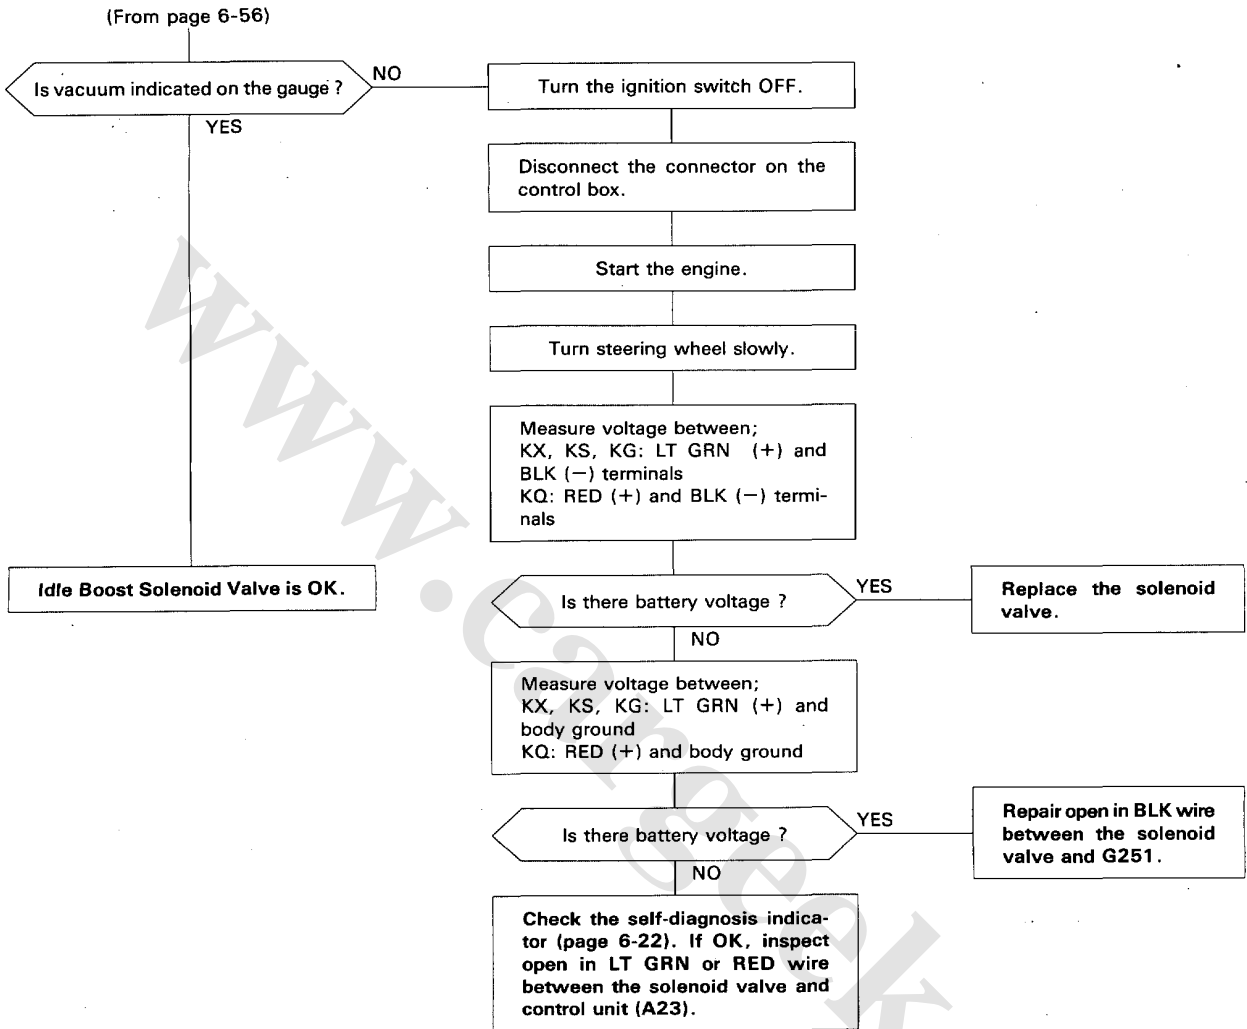 (From page 6-56)
Is vacuum indicated on the gauge ?
NO
YES
Turn the ignition switch OFF.
Disconnect the connector on the
control box.
Start the engine.
Turn steering wheel slowly.
Measure voltage between;
KX, KS, KG: LT GRN (+) and
BLK (−) terminals
KQ: RED (+) and BLK (−) termi-
nals
Idle Boost Solenoid Valve is OK.
Is there battery voltage ?
YES
NO
Replace the solenoid
valve.
Measure voltage between;
KX, KS, KG: LT GRN (+) and
body ground
KQ: RED (+) and body ground
Is there battery voltage ?
YES
NO
Repair open in BLK wire
between the solenoid
valve and G251.
Check the self-diagnosis indica-
tor (page 6-22). If OK, inspect
open in LT GRN or RED wire
between the solenoid valve and
control unit (A23).
www.cargeek